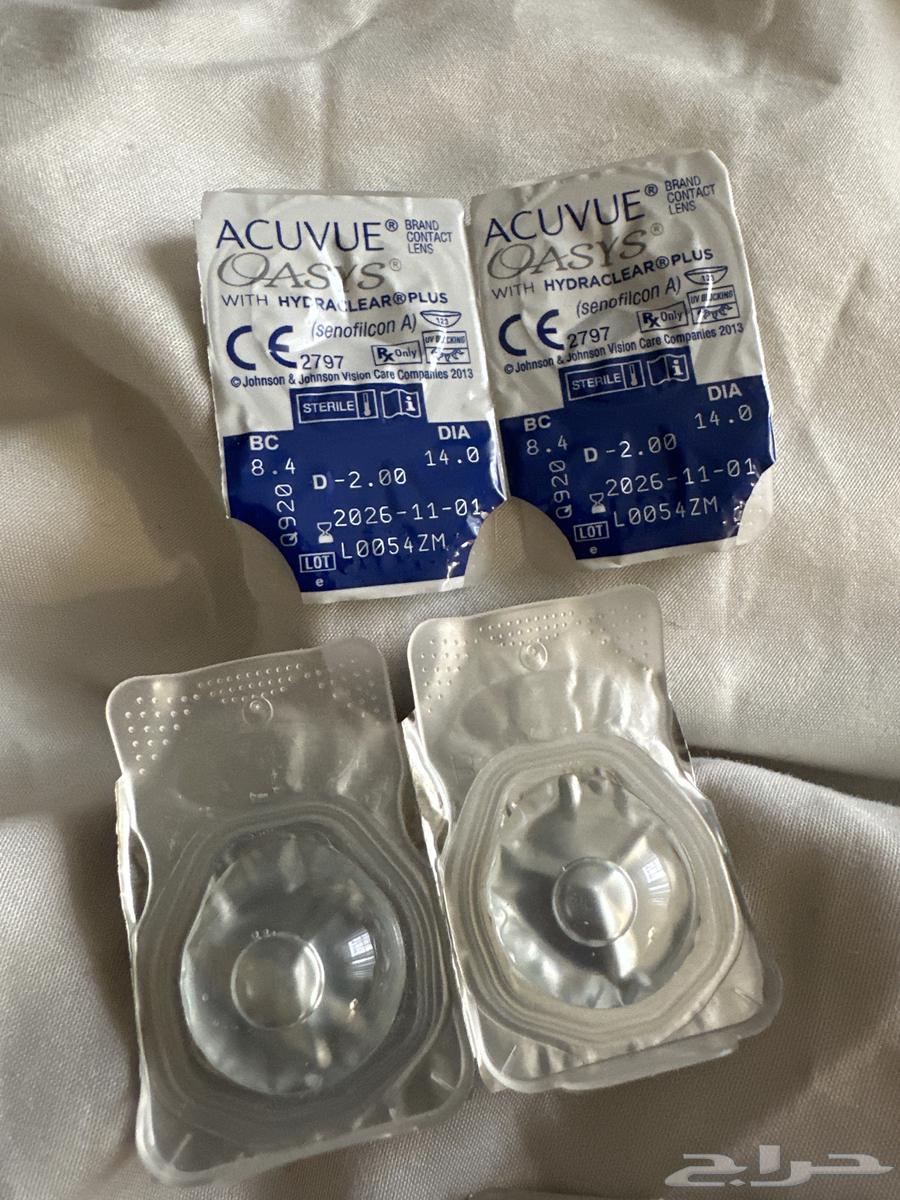 ACUVUE® BRAND CONTACT LENS
OASYS®
WITH HYDRACLEAR® PLUS
(senofilcon A) 123
CE 2797 Rx Only UV BLOCKING
© Johnson & Johnson Vision Care Companies 2013
STERILE i
BC DIA
8.4 D -2.00 14.0
Q920 2026-11-01
LOT L0054ZM
e
ACUVUE® BRAND CONTACT LENS
OASYS®
WITH HYDRACLEAR® PLUS
(senofilcon A) 123
CE 2797 Rx Only UV BLOCKING
© Johnson & Johnson Vision Care Companies 2013
STERILE i
BC DIA
8.4 D -2.00 14.0
Q920 2026-11-01
LOT L0054ZM
e
حراج